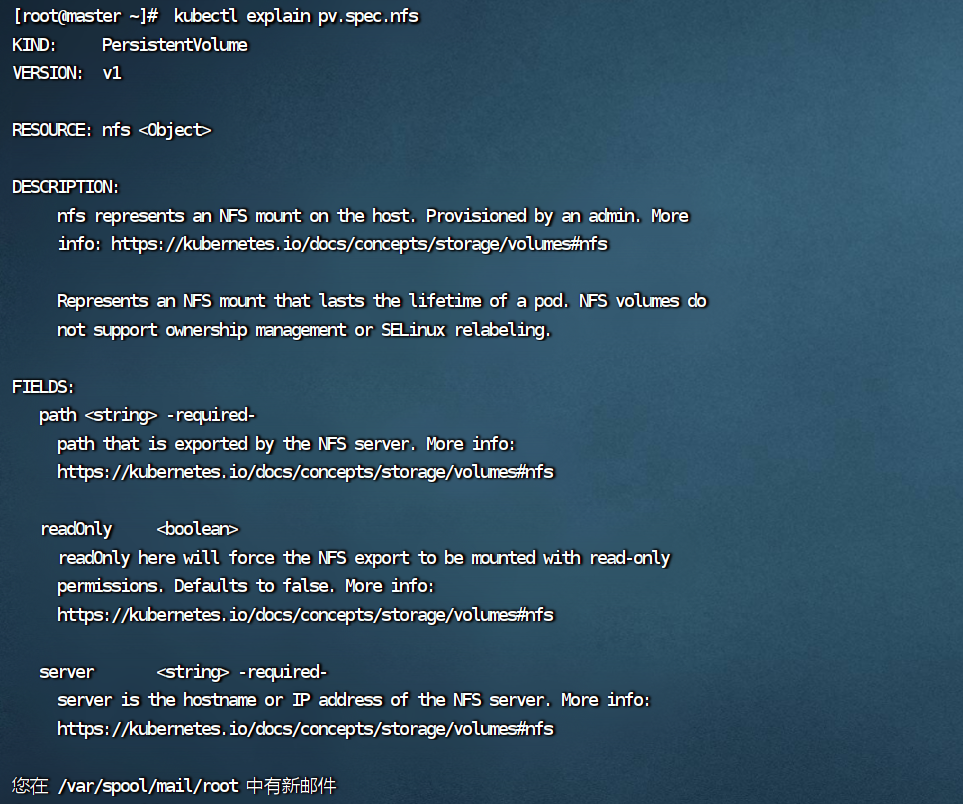 [root@master ~]#  kubectl explain pv.spec.nfs
KIND:     PersistentVolume
VERSION:  v1
RESOURCE: nfs <Object>
DESCRIPTION:
     nfs represents an NFS mount on the host. Provisioned by an admin. More
     info: https://kubernetes.io/docs/concepts/storage/volumes#nfs
     Represents an NFS mount that lasts the lifetime of a pod. NFS volumes do
     not support ownership management or SELinux relabeling.
FIELDS:
   path <string> -required-
     path that is exported by the NFS server. More info:
     https://kubernetes.io/docs/concepts/storage/volumes#nfs
   readOnly     <boolean>
     readOnly here will force the NFS export to be mounted with read-only
     permissions. Defaults to false. More info:
     https://kubernetes.io/docs/concepts/storage/volumes#nfs
   server       <string> -required-
     server is the hostname or IP address of the NFS server. More info:
     https://kubernetes.io/docs/concepts/storage/volumes#nfs
您在 /var/spool/mail/root 中有新邮件